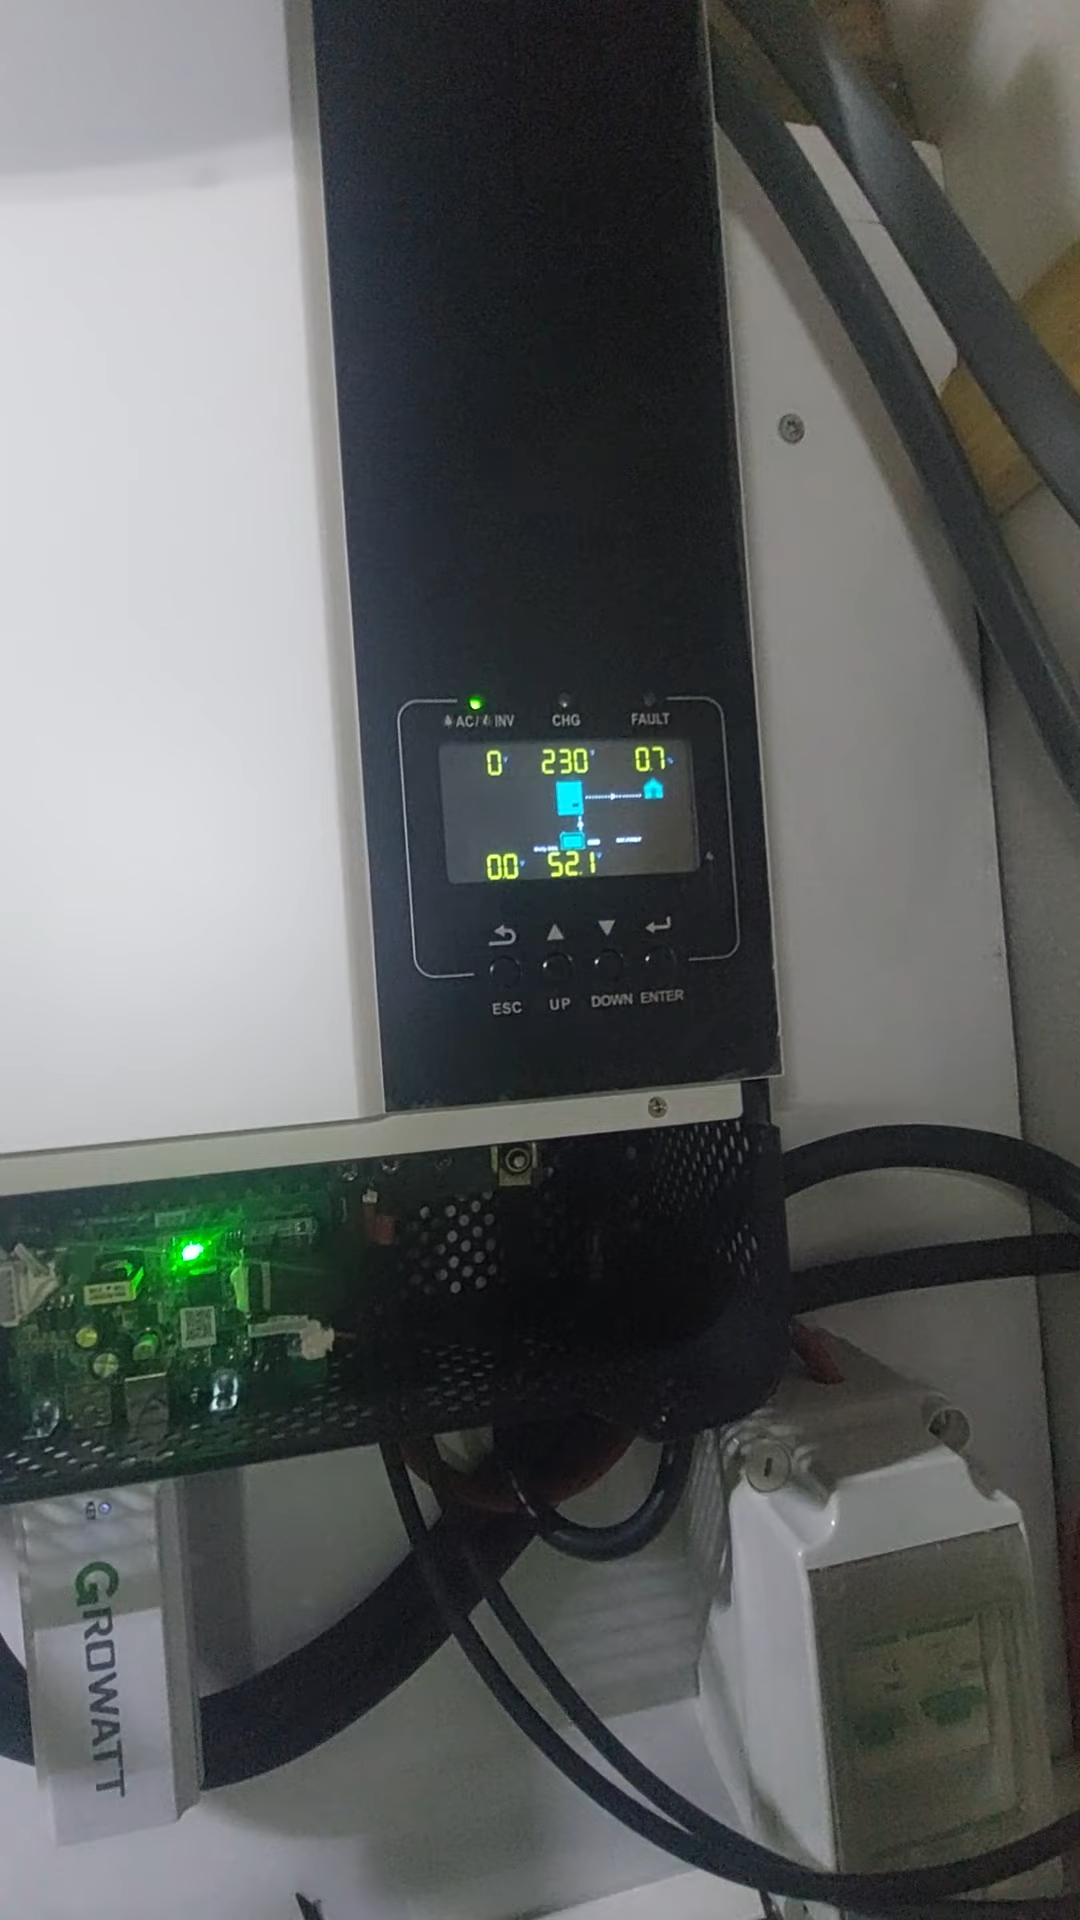 AC/ INV CHG FAULT
0 230 0.7
0.0 52.1
ESC UP DOWN ENTER
GROWATT